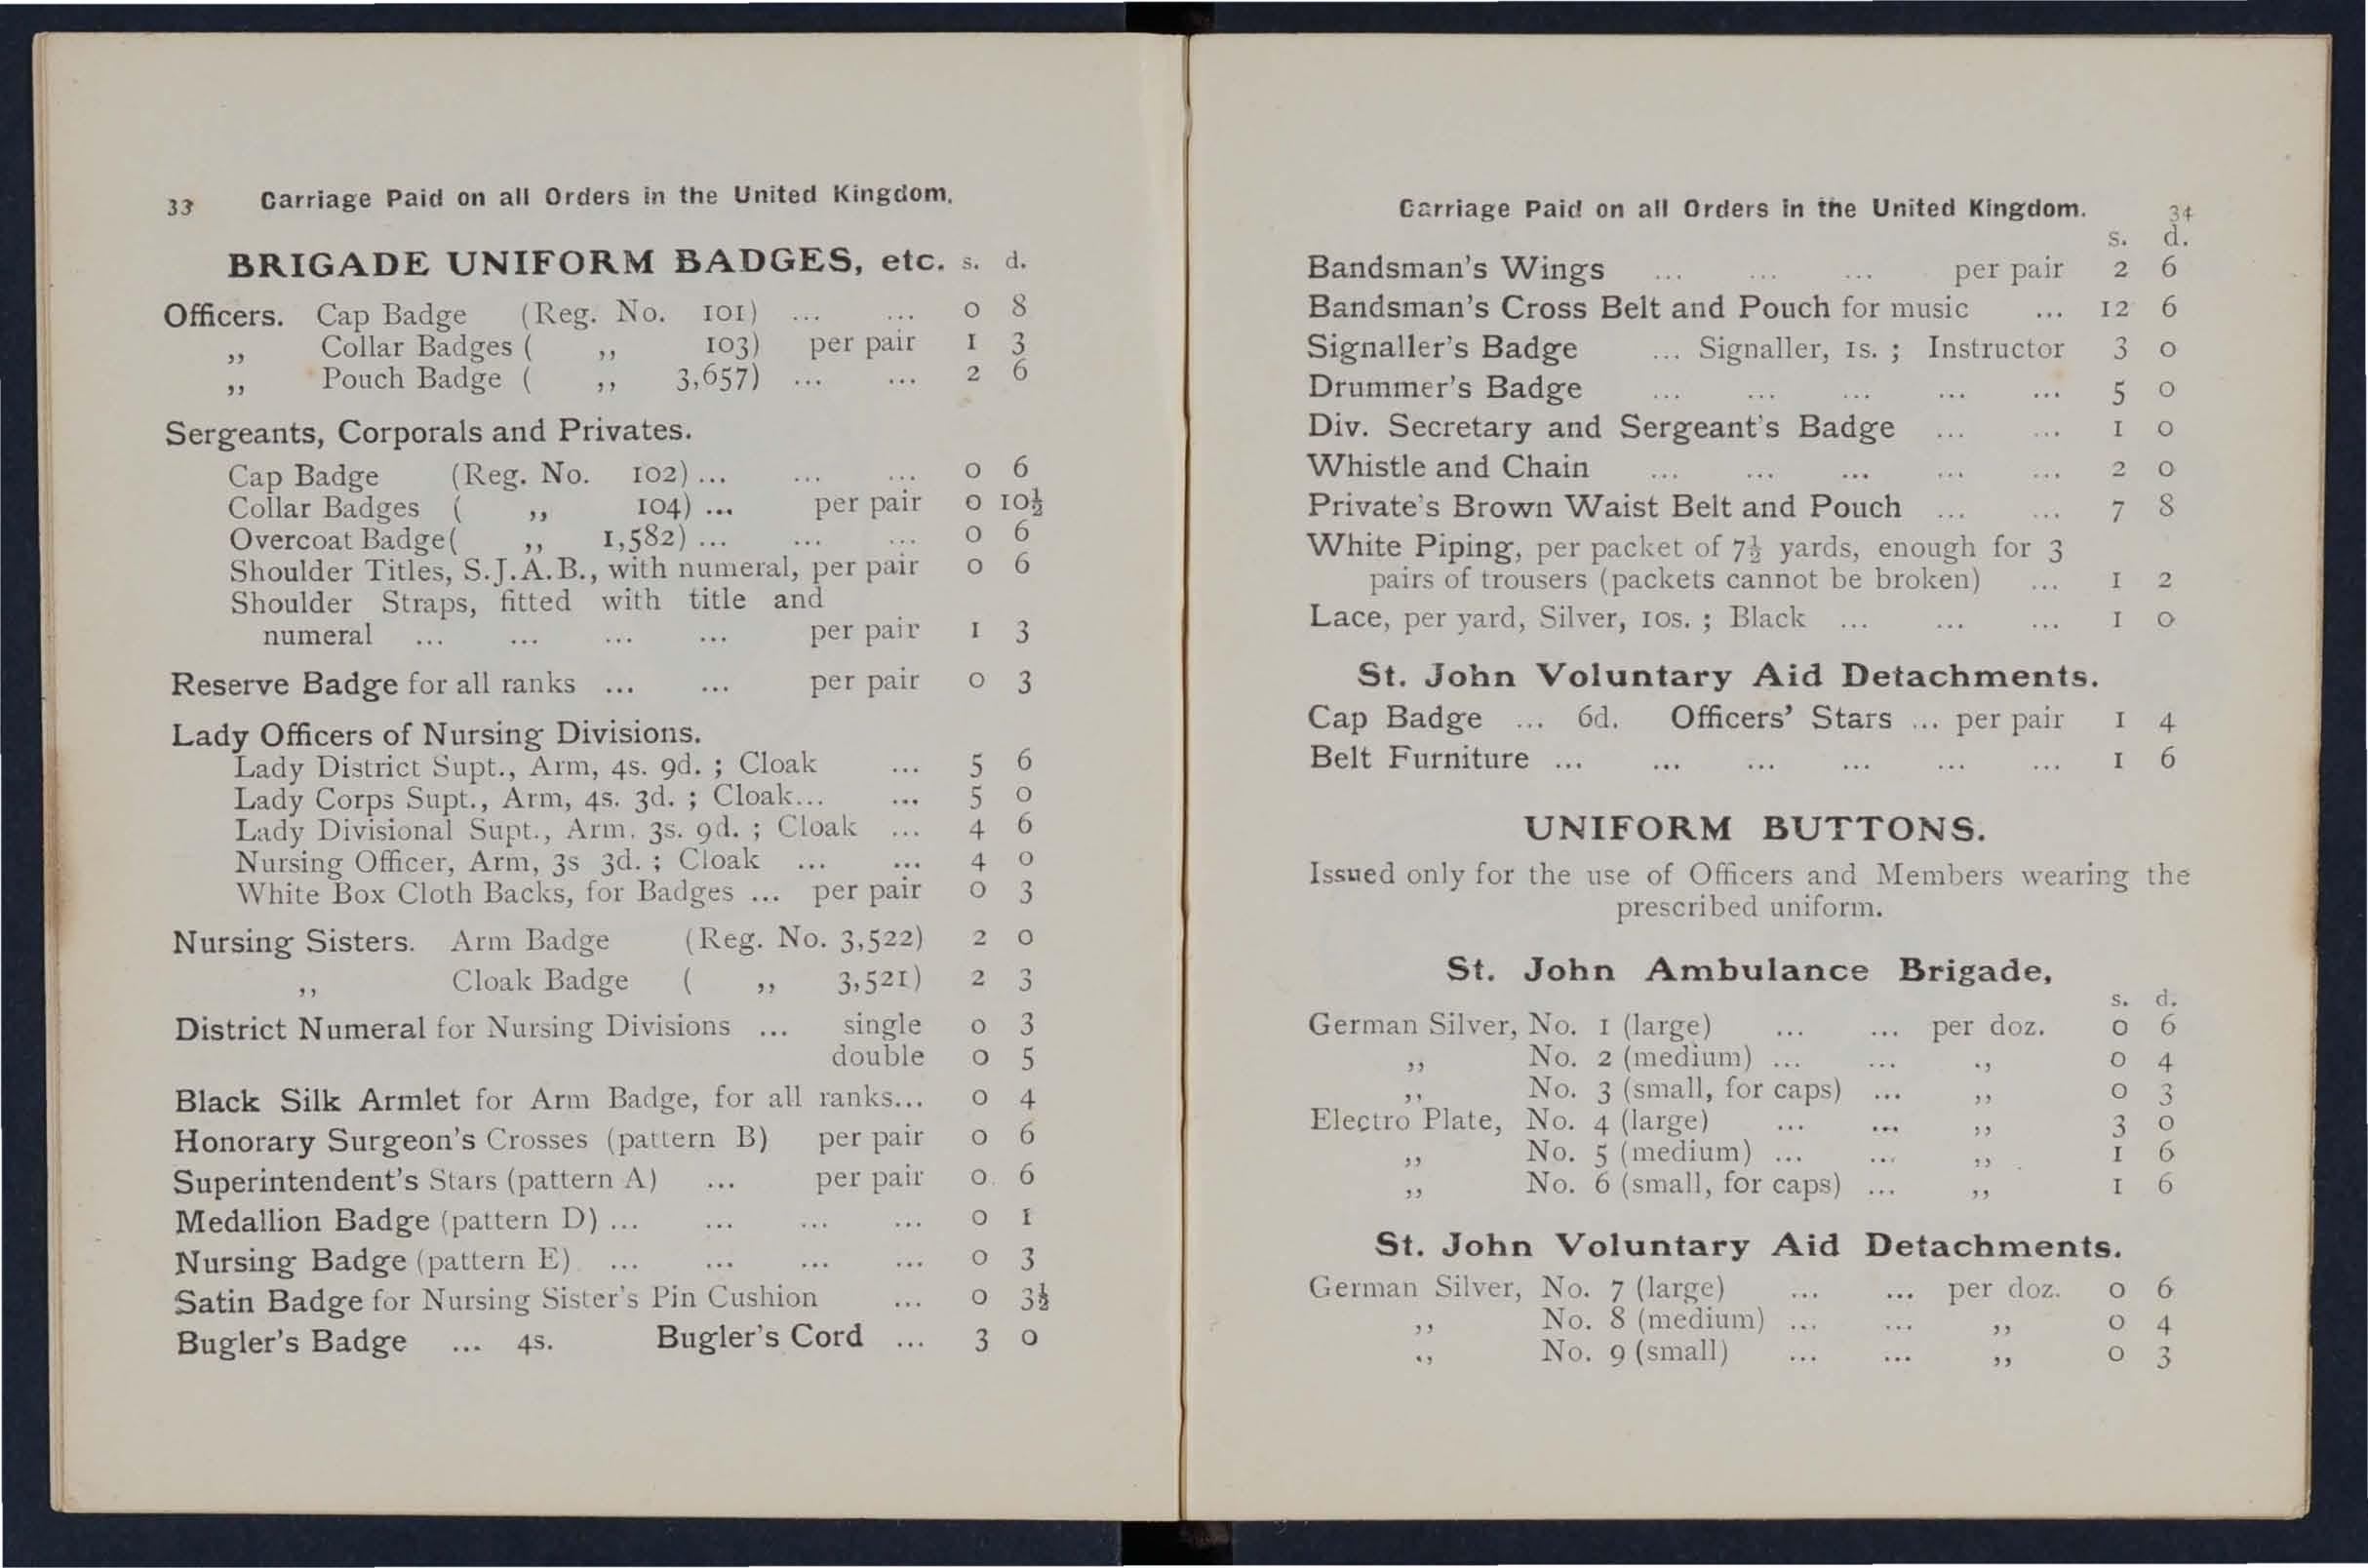 33 Carriage Paid on all Orders in the United Kingdom.
BRIGADE UNIFORM BADGES, etc. s. d.
Officers. Cap Badge (Reg. No. 101) ... ... 0 8
,, Collar Badges ( ,, 103) per pair 1 3
,, Pouch Badge ( ,, 3,657) ... ... 2 6
Sergeants, Corporals and Privates.
Cap Badge (Reg. No. 102) ... ... ... 0 6
Collar Badges ( ,, 104) ... per pair 0 10½
Overcoat Badge ( ,, 1,582) ... ... ... 0 6
Shoulder Titles, S.J.A.B., with numeral, per pair 0 6
Shoulder Straps, fitted with title and
numeral ... ... ... ... per pair 1 3
Reserve Badge for all ranks ... ... per pair 0 3
Lady Officers of Nursing Divisions.
Lady District Supt., Arm, 4s. 9d. ; Cloak ... 5 6
Lady Corps Supt., Arm, 4s. 3d. ; Cloak... ... 5 0
Lady Divisional Supt., Arm. 3s. 9d. ; Cloak ... 4 6
Nursing Officer, Arm, 3s 3d. ; Cloak ... ... 4 0
White Box Cloth Backs, for Badges ... per pair 0 3
Nursing Sisters. Arm Badge (Reg. No. 3,522) 2 0
,, Cloak Badge ( ,, 3,521) 2 3
District Numeral for Nursing Divisions ... single 0 3
double 0 5
Black Silk Armlet for Arm Badge, for all ranks... 0 4
Honorary Surgeon's Crosses (pattern B) per pair 0 6
Superintendent's Stars (pattern A) ... per pair 0 6
Medallion Badge (pattern D) ... ... ... ... 0 1
Nursing Badge (pattern E) ... ... ... ... 0 3
Satin Badge for Nursing Sister's Pin Cushion ... 0 3½
Bugler's Badge ... 4s. Bugler's Cord ... 3 0
Carriage Paid on all Orders in the United Kingdom. 34
s. d.
Bandsman's Wings ... ... ... per pair 2 6
Bandsman's Cross Belt and Pouch for music ... 12 6
Signaller's Badge ... Signaller, 1s. ; Instructor 3 0
Drummer's Badge ... ... ... ... ... 5 0
Div. Secretary and Sergeant's Badge ... ... 1 0
Whistle and Chain ... ... ... ... ... 2 0
Private's Brown Waist Belt and Pouch ... ... 7 8
White Piping, per packet of 7½ yards, enough for 3
pairs of trousers (packets cannot be broken) ... 1 2
Lace, per yard, Silver, 10s. ; Black ... ... ... 1 0
St. John Voluntary Aid Detachments.
Cap Badge ... 6d. Officers' Stars ... per pair 1 4
Belt Furniture ... ... ... ... ... ... 1 6
UNIFORM BUTTONS.
Issued only for the use of Officers and Members wearing the
prescribed uniform.
St. John Ambulance Brigade,
s. d.
German Silver, No. 1 (large) ... ... per doz. 0 6
,, No. 2 (medium) ... ... ,, 0 4
,, No. 3 (small, for caps) ... ,, 0 3
Electro Plate, No. 4 (large) ... ... ,, 3 0
,, No. 5 (medium) ... ... ,, 1 6
,, No. 6 (small, for caps) ... ,, 1 6
St. John Voluntary Aid Detachments.
German Silver, No. 7 (large) ... ... per doz. 0 6
,, No. 8 (medium) ... ... ,, 0 4
,, No. 9 (small) ... ... ,, 0 3